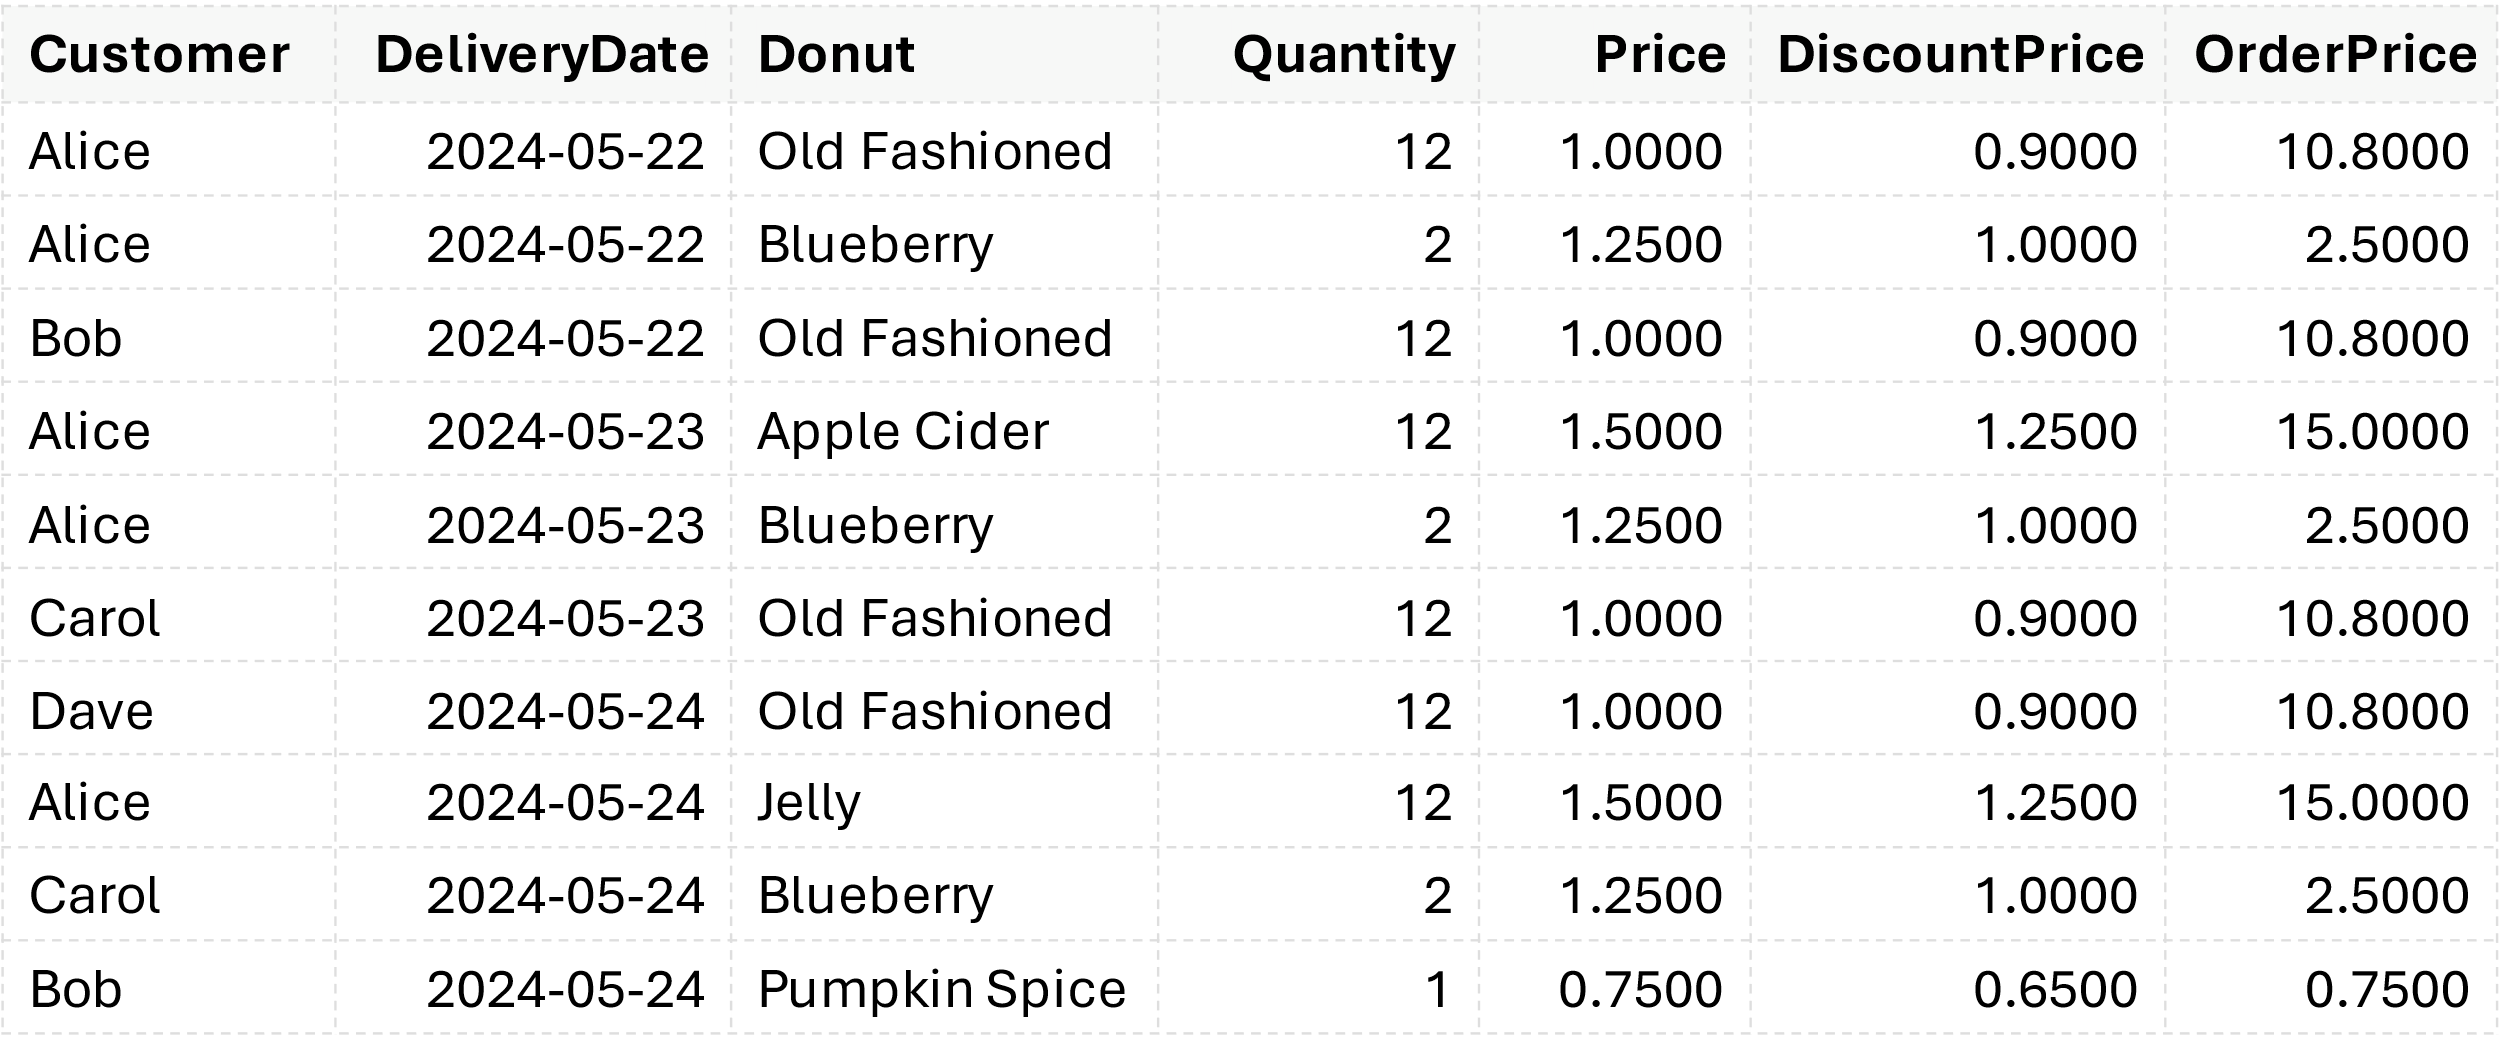 Customer DeliveryDate Donut Quantity Price DiscountPrice OrderPrice
Alice 2024-05-22 Old Fashioned 12 1.0000 0.9000 10.8000
Alice 2024-05-22 Blueberry 2 1.2500 1.0000 2.5000
Bob 2024-05-22 Old Fashioned 12 1.0000 0.9000 10.8000
Alice 2024-05-23 Apple Cider 12 1.5000 1.2500 15.0000
Alice 2024-05-23 Blueberry 2 1.2500 1.0000 2.5000
Carol 2024-05-23 Old Fashioned 12 1.0000 0.9000 10.8000
Dave 2024-05-24 Old Fashioned 12 1.0000 0.9000 10.8000
Alice 2024-05-24 Jelly 12 1.5000 1.2500 15.0000
Carol 2024-05-24 Blueberry 2 1.2500 1.0000 2.5000
Bob 2024-05-24 Pumpkin Spice 1 0.7500 0.6500 0.7500